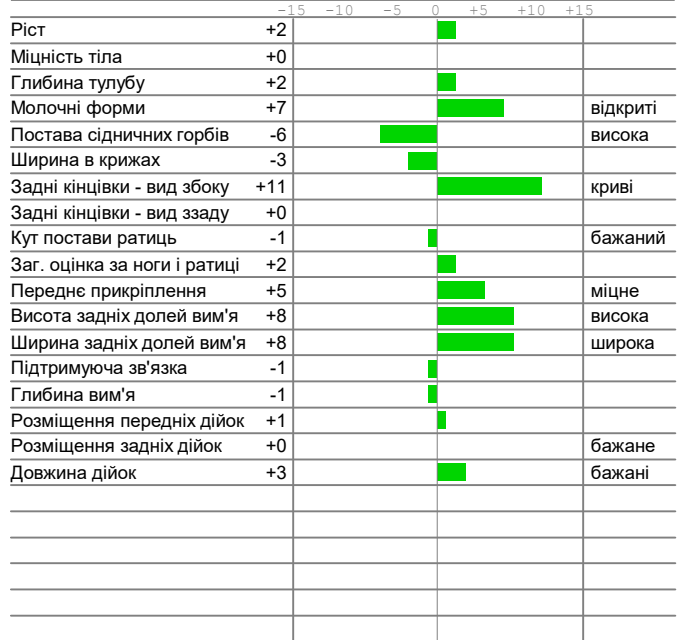 -15 -10 -5 0 +5 +10 +15
Ріст +2
Міцність тіла +0
Глибина тулубу +2
Молочні форми +7 відкриті
Постава сідничних горбів -6 висока
Ширина в крижах -3
Задні кінцівки - вид збоку +11 криві
Задні кінцівки - вид ззаду +0
Кут постави ратиць -1 бажаний
Заг. оцінка за ноги і ратиці +2
Переднє прикріплення +5 міцне
Висота задніх долей вим'я +8 висока
Ширина задніх долей вим'я +8 широка
Підтримуюча зв'язка -1
Глибина вим'я -1
Розміщення передніх дійок +1
Розміщення задніх дійок +0 бажане
Довжина дійок +3 бажані